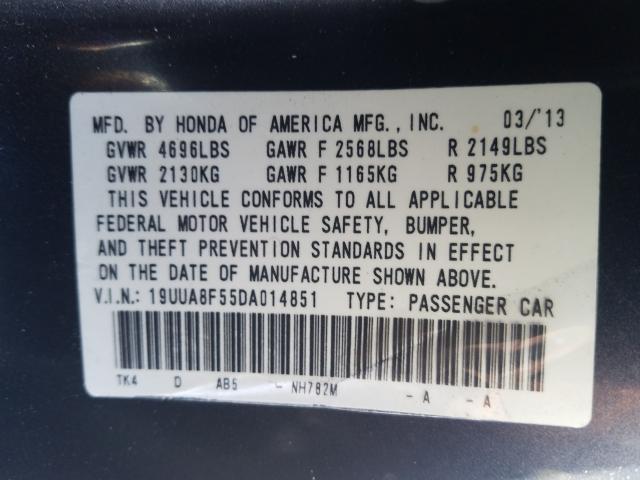 MFD. BY HONDA OF AMERICA MFG., INC. 03/'13
GVWR 4696LBS GAWR F 2568LBS R 2149LBS
GVWR 2130KG GAWR F 1165KG R 975KG
THIS VEHICLE CONFORMS TO ALL APPLICABLE
FEDERAL MOTOR VEHICLE SAFETY, BUMPER,
AND THEFT PREVENTION STANDARDS IN EFFECT
ON THE DATE OF MANUFACTURE SHOWN ABOVE.
V.I.N.: 19UUA8F55DA014851 TYPE: PASSENGER CAR
TK4 D AB5 - NH782M - A - A